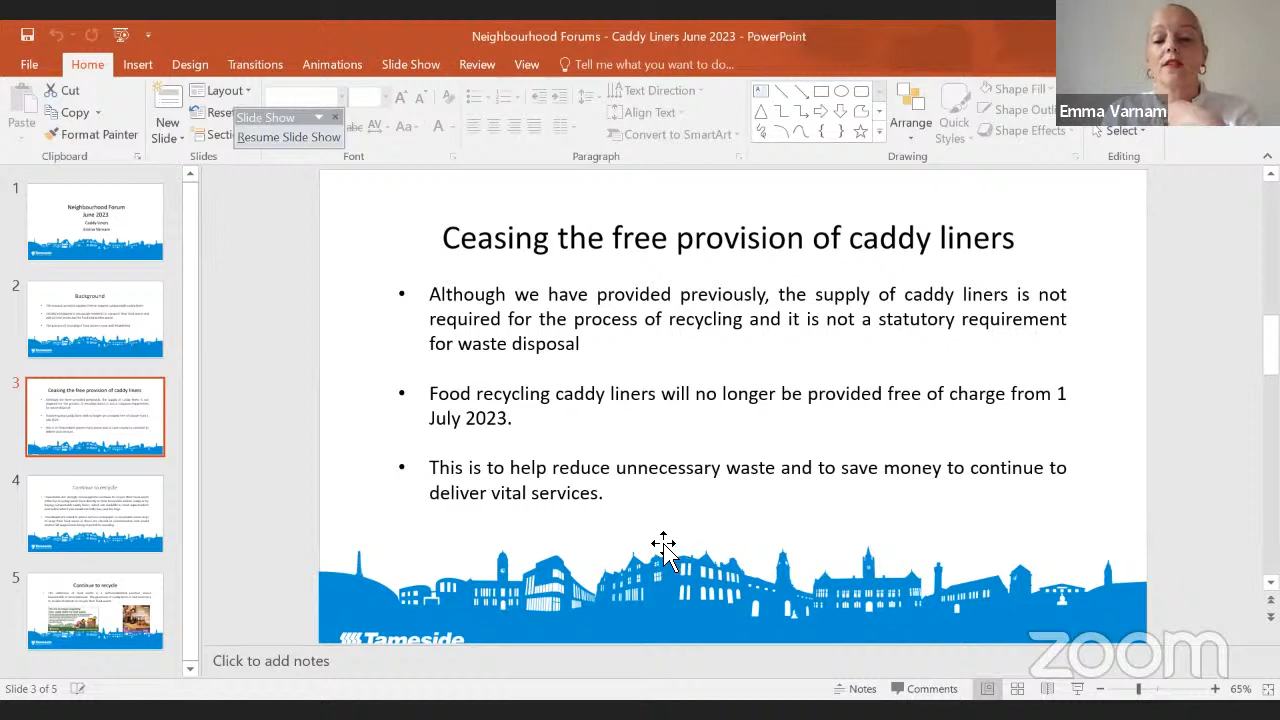 Neighbourhood Forums - Caddy Liners June 2023 - PowerPoint
File Home Insert Design Transitions Animations Slide Show Review View Tell me what you want to do...
Emma Varnam
Paste
Cut
Copy
Format Painter
Clipboard
New
Slide
Layout
Reset
Slides
Slide Show
Resume Slide Show
Font
Text Direction
Align Text
Convert to SmartArt
Paragraph
Arrange
Quick
Styles
Shape Fill
Shape Effects
Drawing
Select
Editing
1
Neighbourhood Forum
June 2023
Caddy liners
Emma Varnam
2
Background
3
Ceasing the free provision of caddy liners
4
Continue to recycle
5
Continue to recycle
Ceasing the free provision of caddy liners
• Although we have provided previously, the supply of caddy liners is not
required for the process of recycling and it is not a statutory requirement
for waste disposal
• Food recycling caddy liners will no longer be provided free of charge from 1
July 2023.
• This is to help reduce unnecessary waste and to save money to continue to
deliver vital services.
Tameside
Click to add notes
zoom
Slide 3 of 5
Notes
Comments
65%